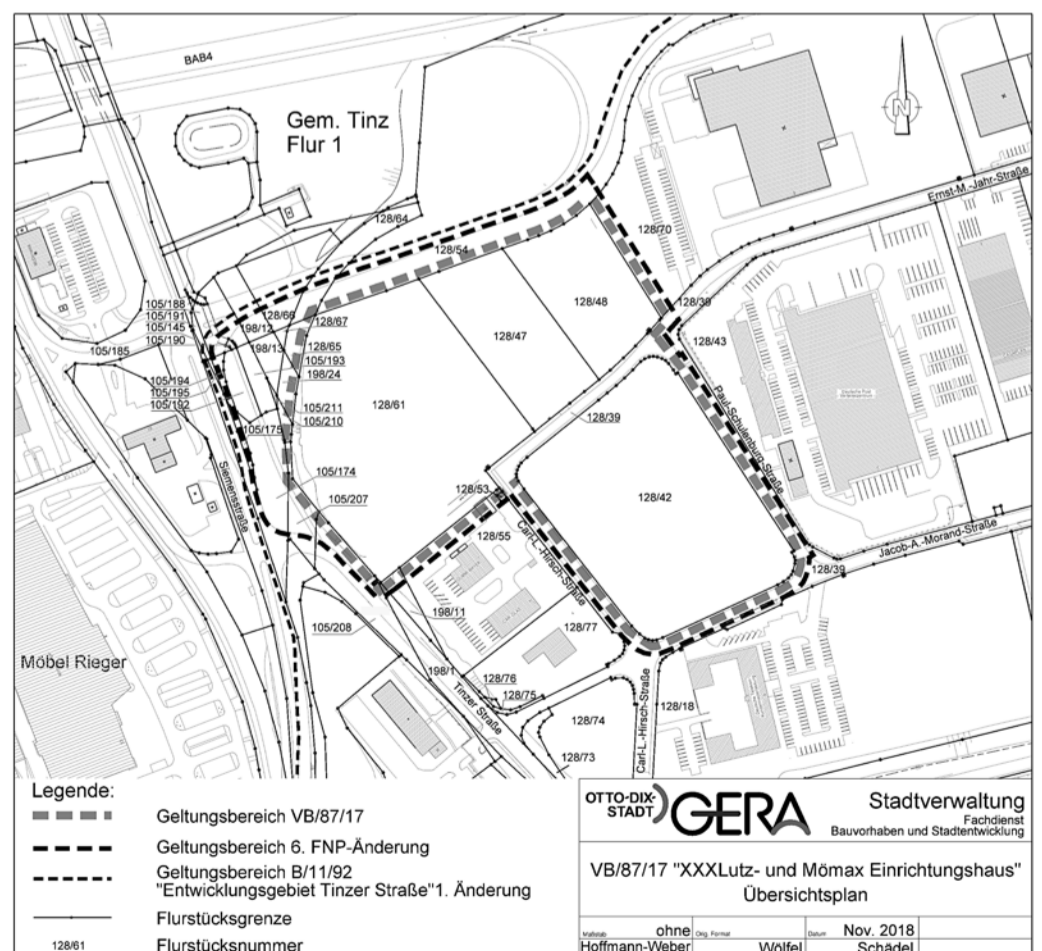 BAB4
Gem. Tinz
Flur 1
Ernst-M.-Jahr-Straße
128/64
128/70
128/54
105/188
105/191
105/145
105/190
105/185
198/12
128/66
128/67
198/13
128/65
105/193
198/24
128/48
128/47
128/39
128/43
105/194
105/195
105/192
105/211
105/210
128/61
128/39
105/175
Paul-Schulenburg-Straße
Siemensstraße
105/174
105/207
128/53
128/55
128/42
Carl-L.-Hirsch-Straße
Jacob-A.-Morand-Straße
128/39
198/11
105/208
128/77
Möbel Rieger
198/1
128/76
128/75
Tinzer Straße
128/74
128/18
Carl-L.-Hirsch-Straße
128/73
N
Legende:
Geltungsbereich VB/87/17
Geltungsbereich 6. FNP-Änderung
Geltungsbereich B/11/92
"Entwicklungsgebiet Tinzer Straße"1. Änderung
Flurstücksgrenze
128/61 Flurstücksnummer
OTTO-DIX-
STADT
GERA
Stadtverwaltung
Fachdienst
Bauvorhaben und Stadtentwicklung
VB/87/17 "XXXLutz- und Mömax Einrichtungshaus"
Übersichtsplan
Maßstab ohne Orig. Format Datum Nov. 2018
Hoffmann-Weber Wölfel Schädel